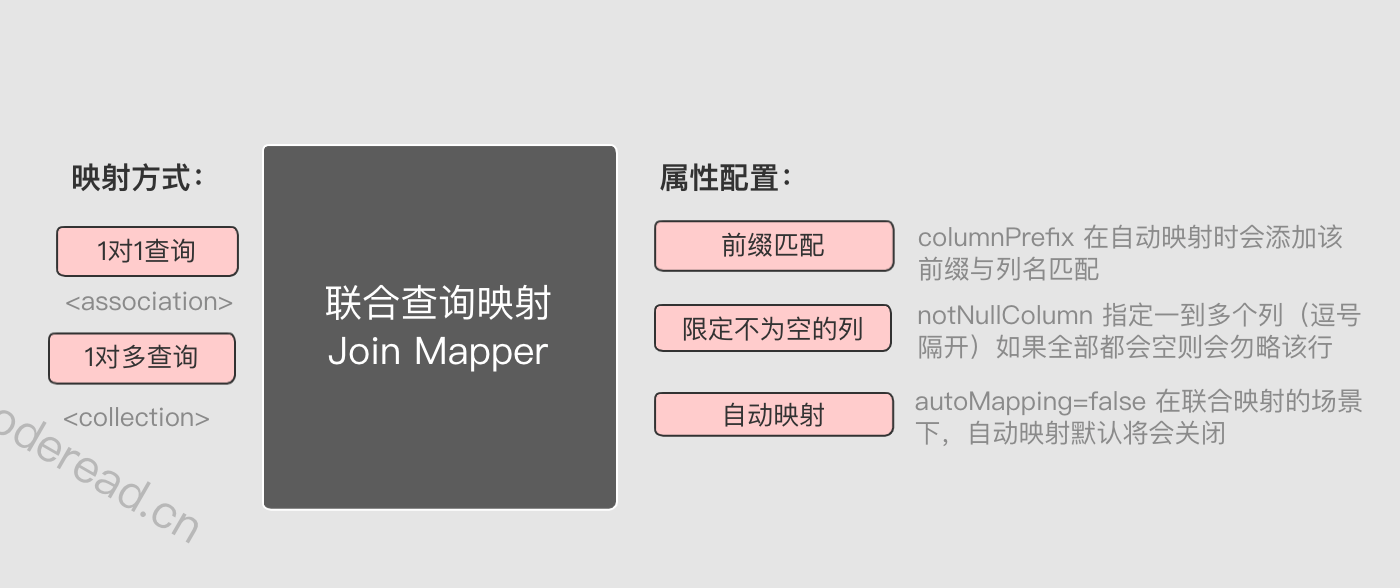 映射方式：
1对1查询
<association>
1对多查询
<collection>
联合查询映射
Join Mapper
属性配置：
前缀匹配
columnPrefix 在自动映射时会添加该
前缀与列名匹配
限定不为空的列
notNullColumn 指定一到多个列（逗号
隔开）如果全部都会空则会忽略该行
自动映射
autoMapping=false 在联合映射的场景
下，自动映射默认将会关闭
oderead.cn